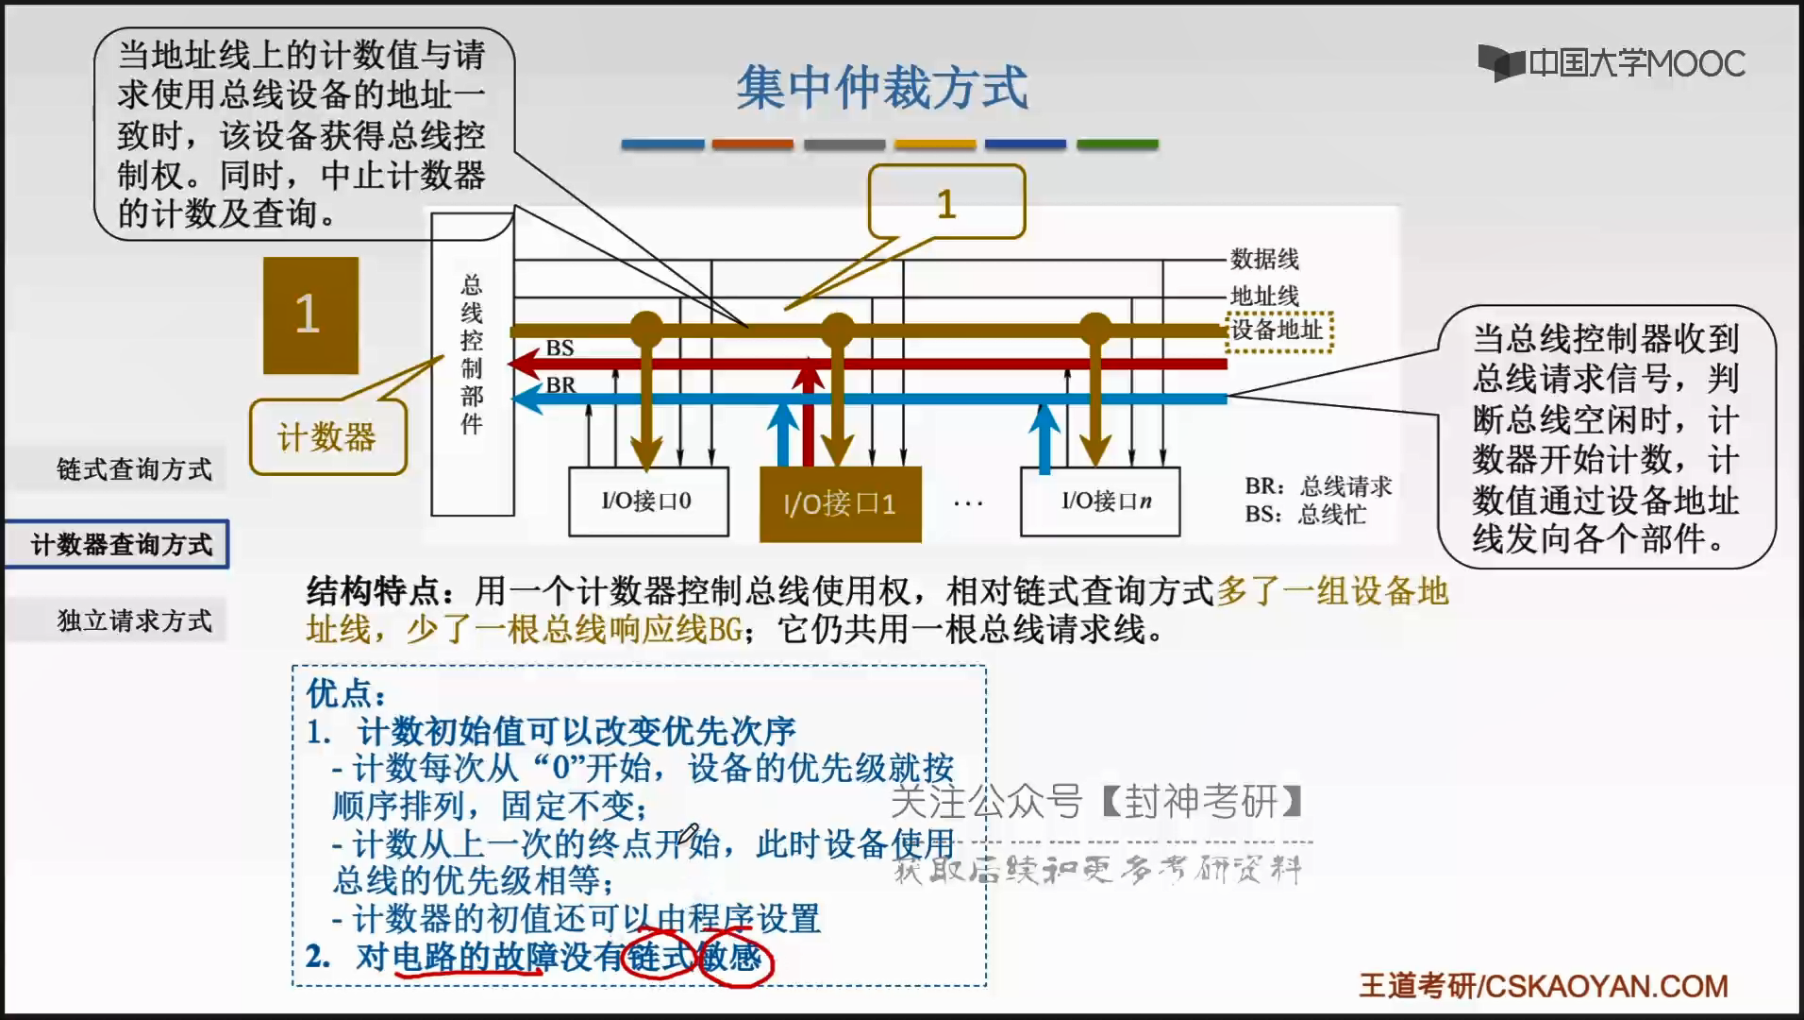 当地址线上的计数值与请
求使用总线设备的地址一
致时，该设备获得总线控
制权。同时，中止计数器
的计数及查询。
集中仲裁方式
中国大学MOOC
1
1
计数器
总线控制部件
数据线
地址线
设备地址
BS
BR
I/O接口0
I/O接口1
···
I/O接口n
BR：总线请求
BS：总线忙
当总线控制器收到
总线请求信号，判
断总线空闲时，计
数器开始计数，计
数值通过设备地址
线发向各个部件。
链式查询方式
计数器查询方式
独立请求方式
结构特点：用一个计数器控制总线使用权，相对链式查询方式多了一组设备地
址线，少了一根总线响应线BG；它仍共用一根总线请求线。
优点：
1. 计数初始值可以改变优先次序
- 计数每次从“0”开始，设备的优先级就按
顺序排列，固定不变；
- 计数从上一次的终点开始，此时设备使用
总线的优先级相等；
- 计数器的初值还可以由程序设置
2. 对电路的故障没有链式敏感
关注公众号【封神考研】
获取后续和更多考研资料
王道考研/CSKAOYAN.COM